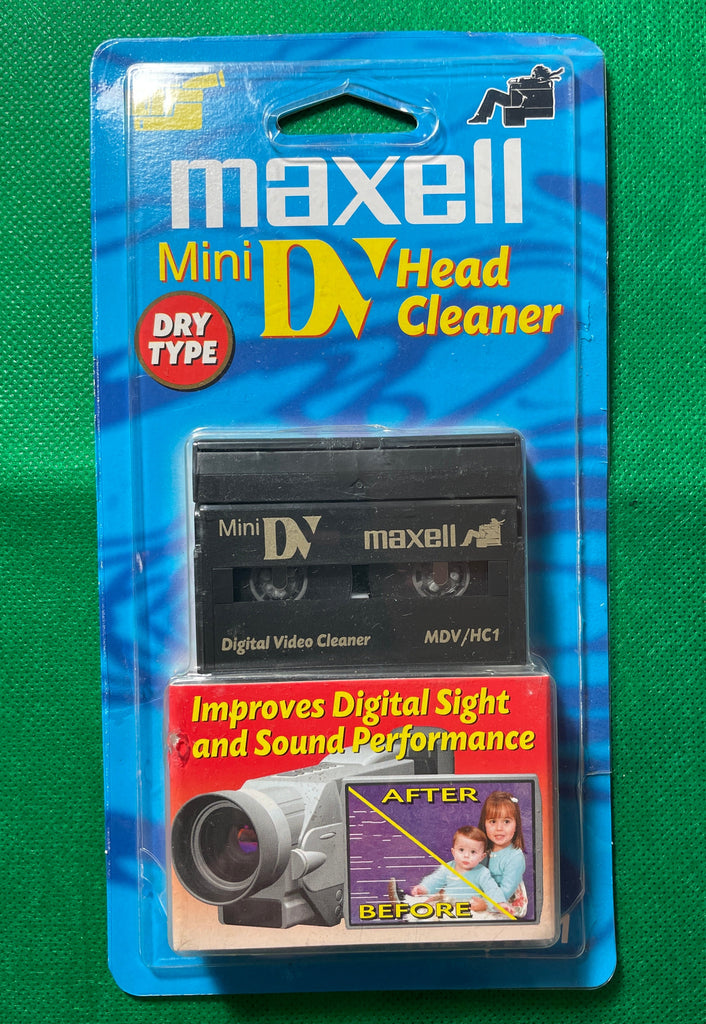 maxell
Mini DV Head
Cleaner
DRY
TYPE
Mini DV maxell
Digital Video Cleaner MDV/HC1
Improves Digital Sight
and Sound Performance
AFTER
BEFORE